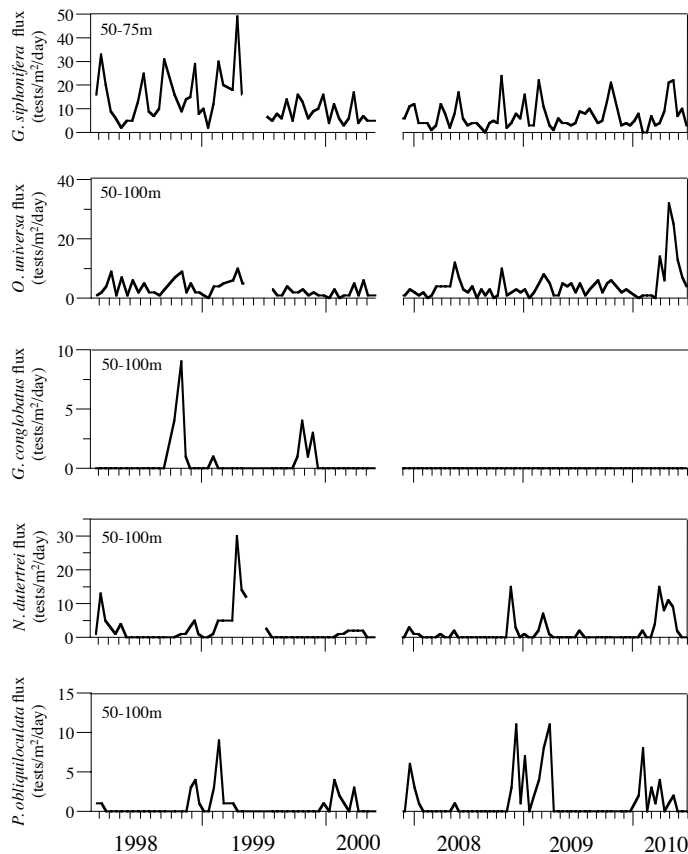 G. siphonifera flux
(tests/m²/day)
50
40
30
20
10
0
50-75m
O. universa flux
(tests/m²/day)
40
20
0
50-100m
G. conglobatus flux
(tests/m²/day)
10
5
0
50-100m
N. dutertrei flux
(tests/m²/day)
30
20
10
0
50-100m
P. obliquiloculata flux
(tests/m²/day)
15
10
5
0
50-100m
1998 1999 2000 2008 2009 2010